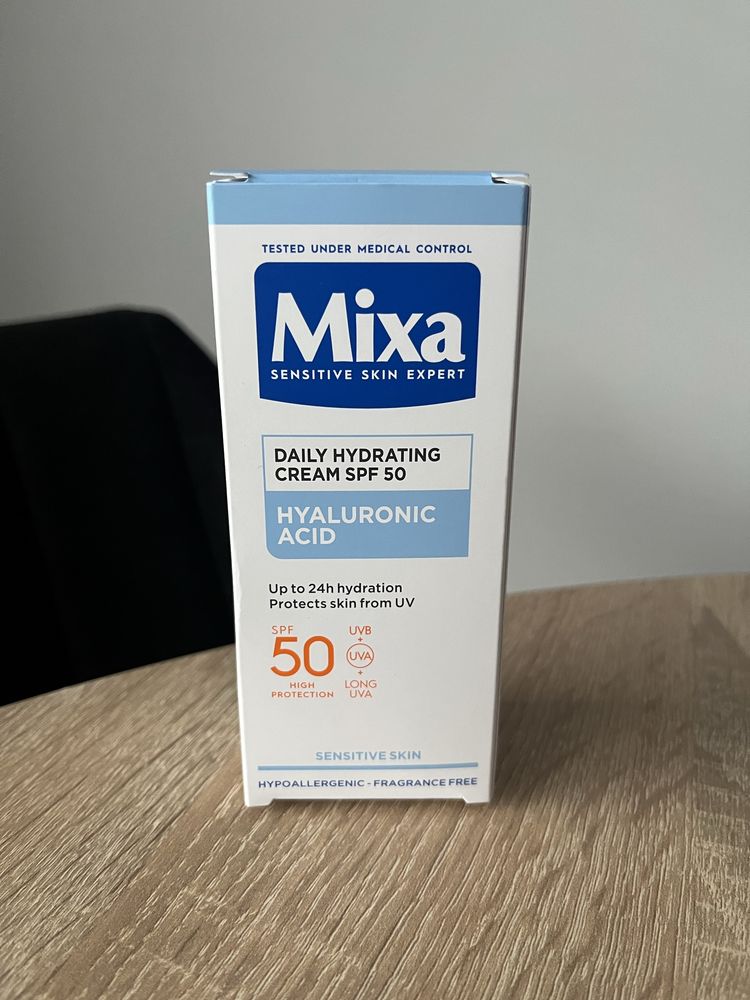 TESTED UNDER MEDICAL CONTROL
Mixa
SENSITIVE SKIN EXPERT
DAILY HYDRATING
CREAM SPF 50
HYALURONIC
ACID
Up to 24h hydration
Protects skin from UV
SPF
50
HIGH
PROTECTION
UVB
+
UVA
+
LONG
UVA
SENSITIVE SKIN
HYPOALLERGENIC - FRAGRANCE FREE